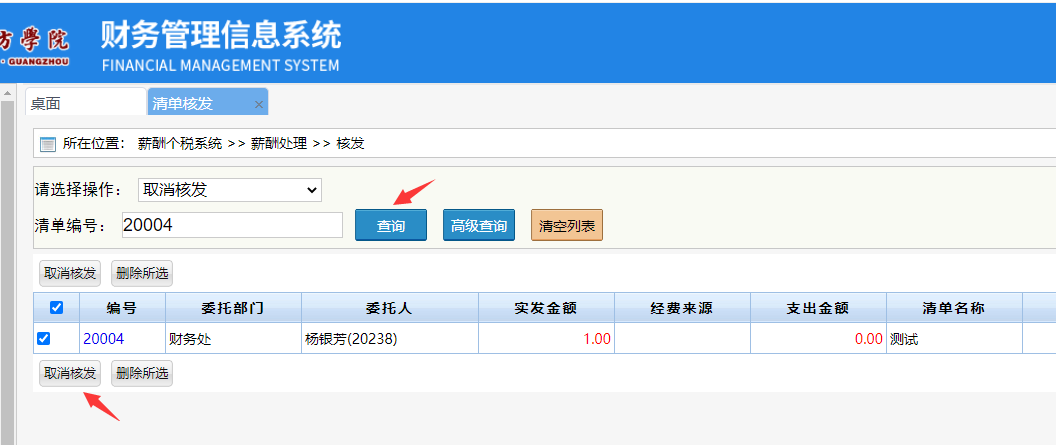 方學院
• GUANGZHOU
财务管理信息系统
FINANCIAL MANAGEMENT SYSTEM
桌面 清单核发 ×
所在位置： 薪酬个税系统 >> 薪酬处理 >> 核发
请选择操作： 取消核发
清单编号： 20004 查询 高级查询 清空列表
取消核发 删除所选
编号 委托部门 委托人 实发金额 经费来源 支出金额 清单名称
20004 财务处 杨银芳(20238) 1.00 0.00 测试
取消核发 删除所选